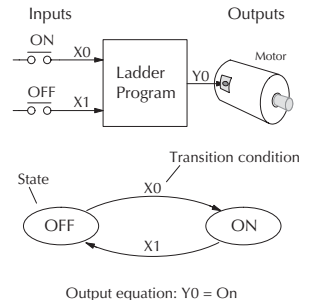 Inputs
Outputs
ON
X0
Motor
Ladder
Program
Y0
OFF
X1
Transition condition
State
X0
OFF
ON
X1
Output equation: Y0 = On